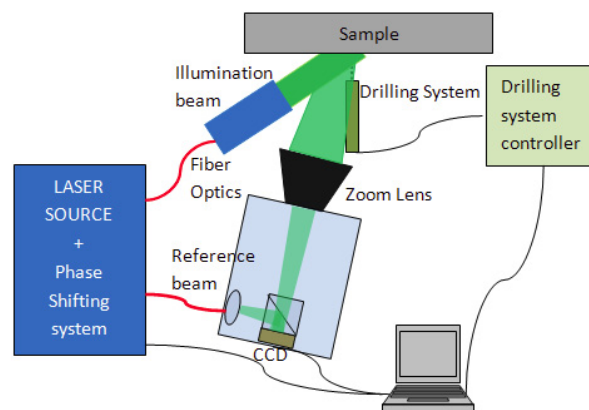 Sample
Illumination
beam
Drilling System
Drilling
system
controller
Fiber
Optics
LASER
SOURCE
+
Phase
Shifting
system
Zoom Lens
Reference
beam
CCD